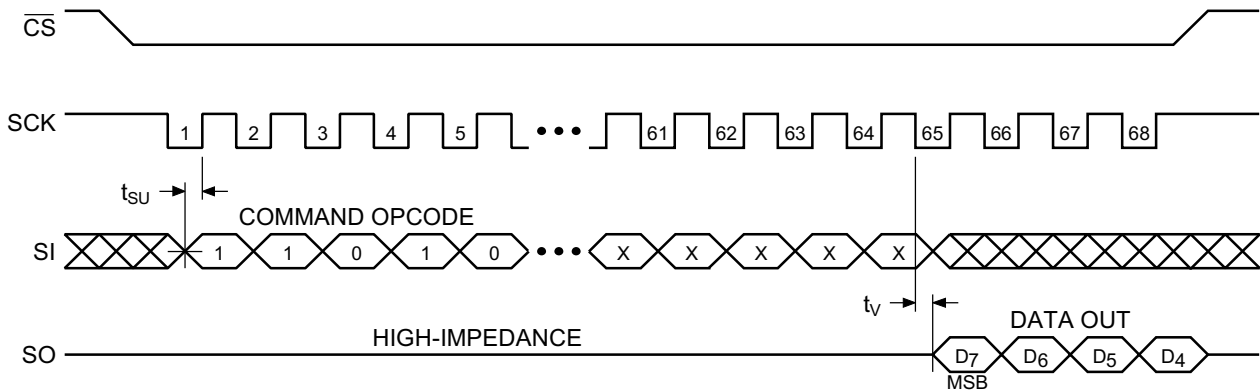 CS
SCK 1 2 3 4 5 ••• 61 62 63 64 65 66 67 68
tSU
COMMAND OPCODE
SI 1 1 0 1 0 ••• X X X X X
tV
HIGH-IMPEDANCE DATA OUT
SO D7 D6 D5 D4
MSB